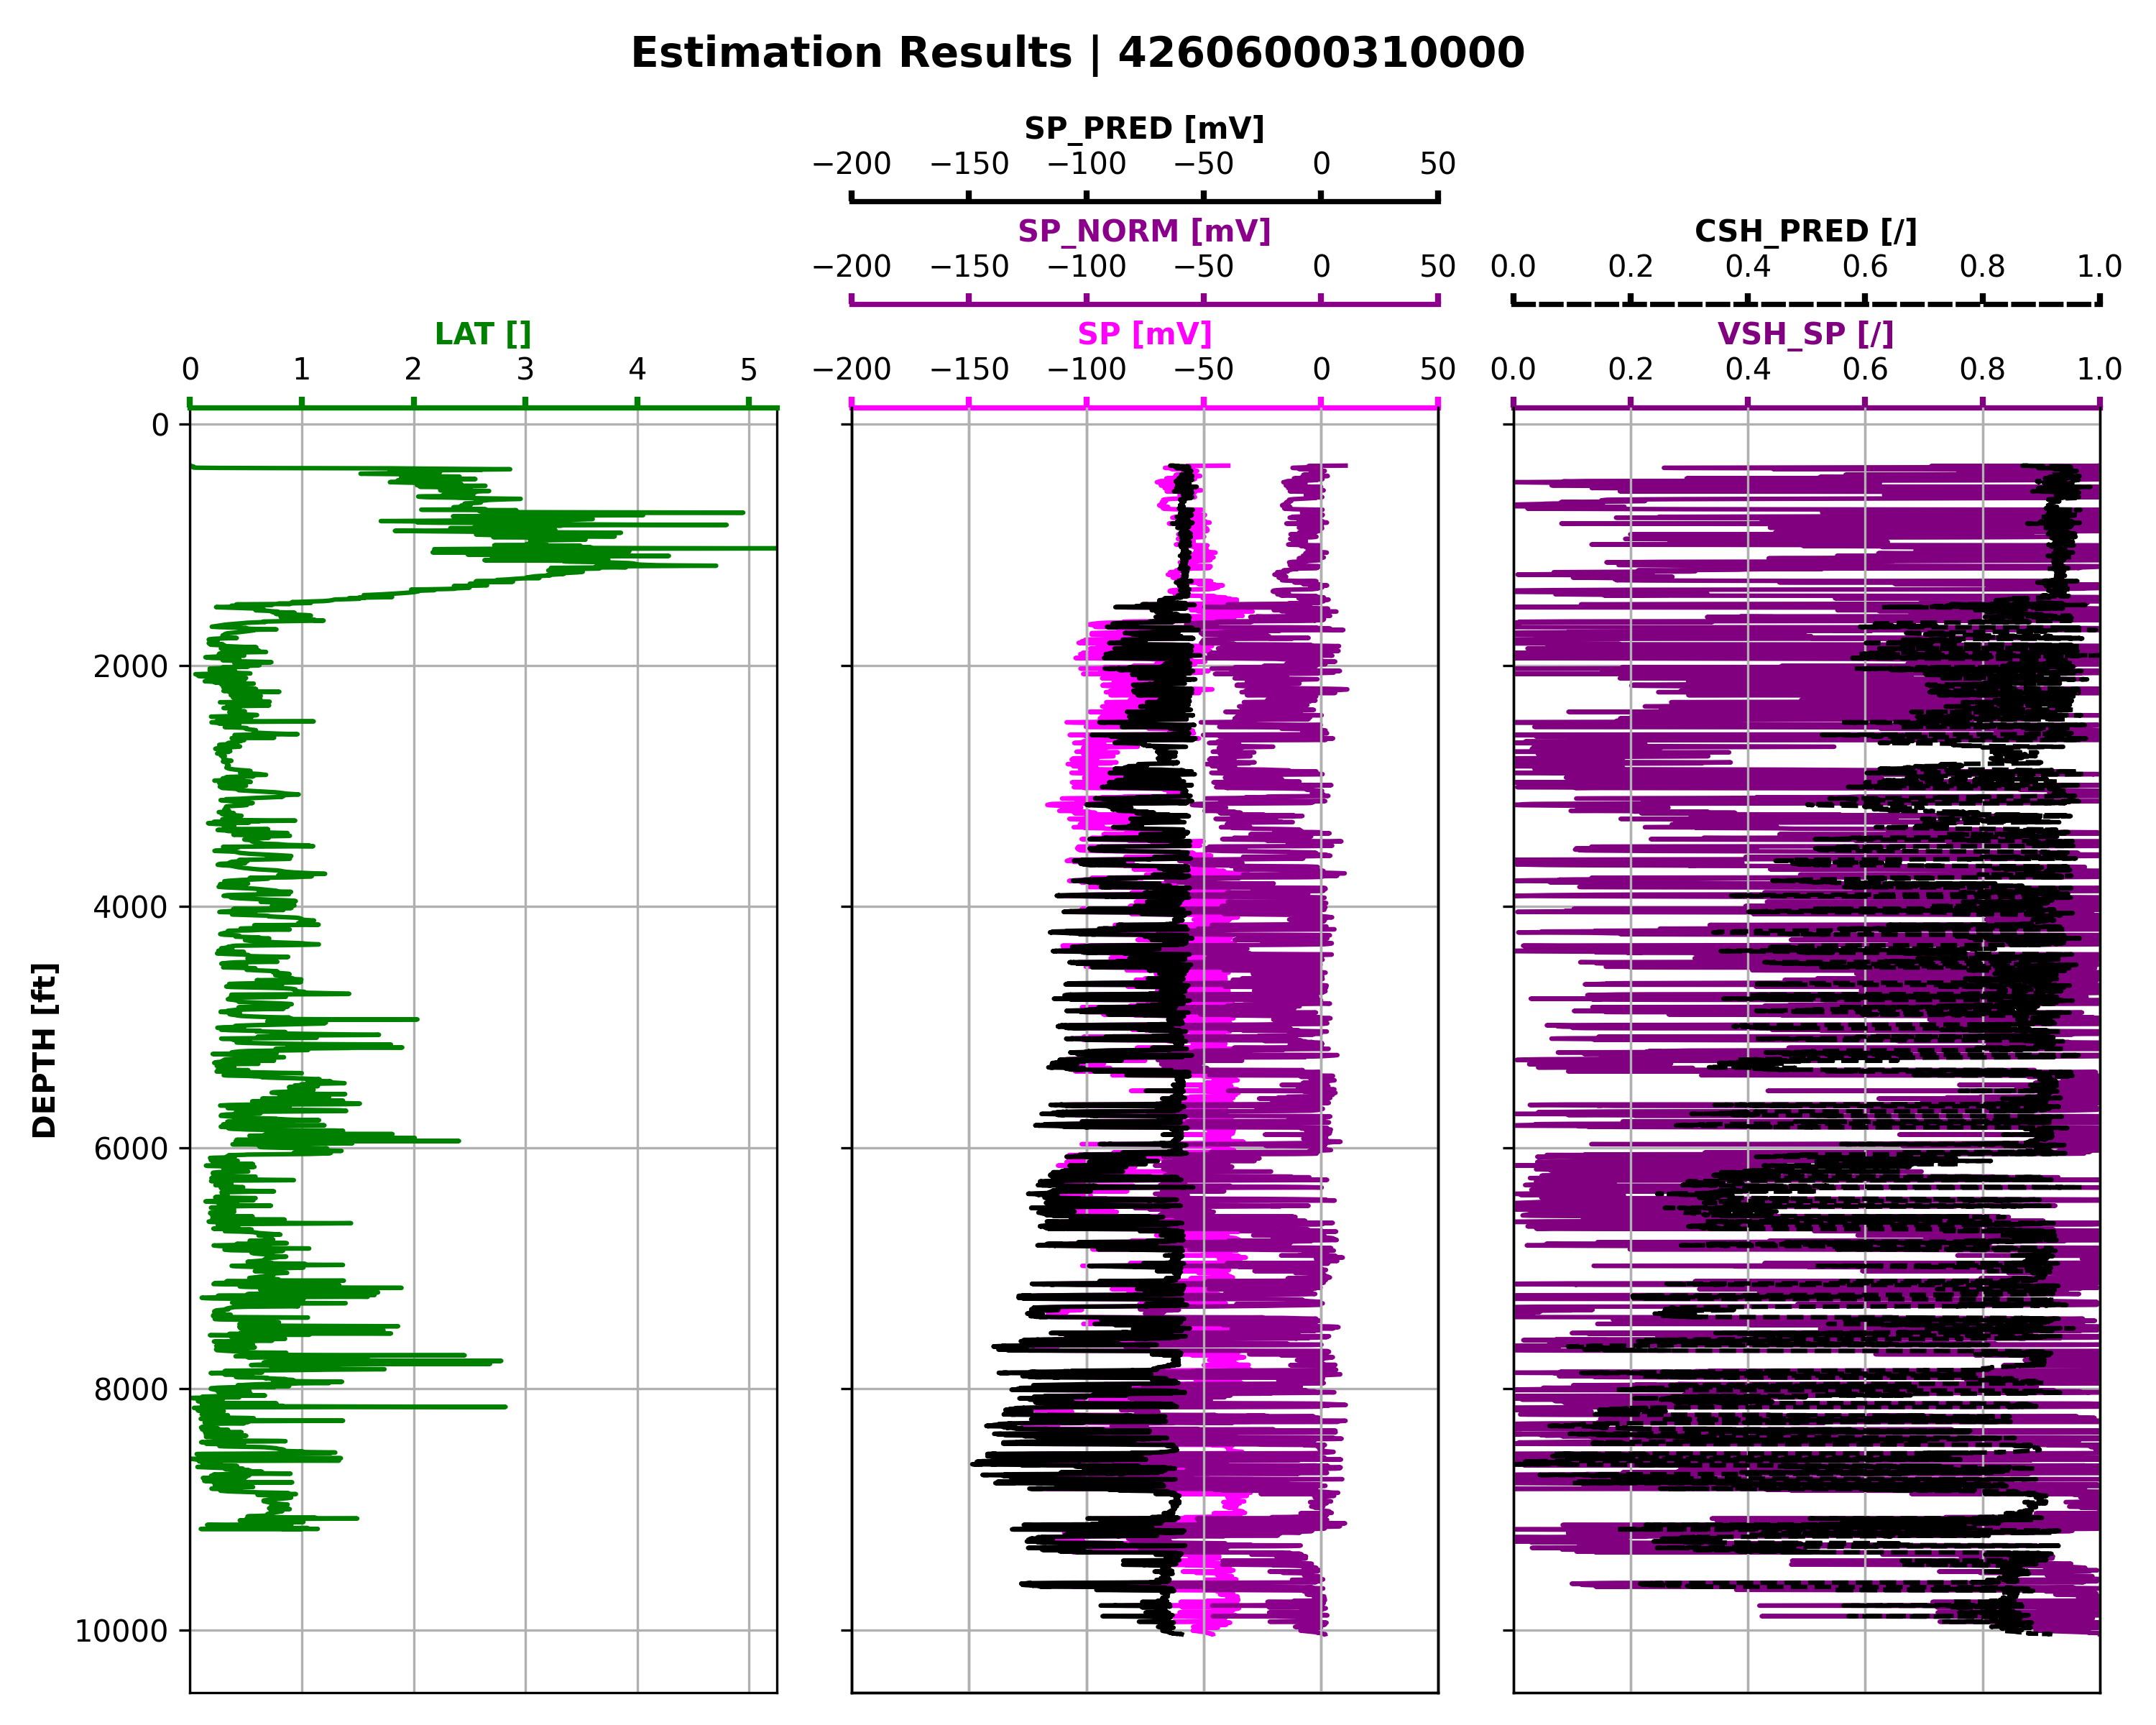 Estimation Results | 42606000310000
SP_PRED [mV]
−200 −150 −100 −50 0 50
SP_NORM [mV]
−200 −150 −100 −50 0 50
CSH_PRED [/]
0.0 0.2 0.4 0.6 0.8 1.0
LAT []
0 1 2 3 4 5
SP [mV]
−200 −150 −100 −50 0 50
VSH_SP [/]
0.0 0.2 0.4 0.6 0.8 1.0
DEPTH [ft]
0
2000
4000
6000
8000
10000